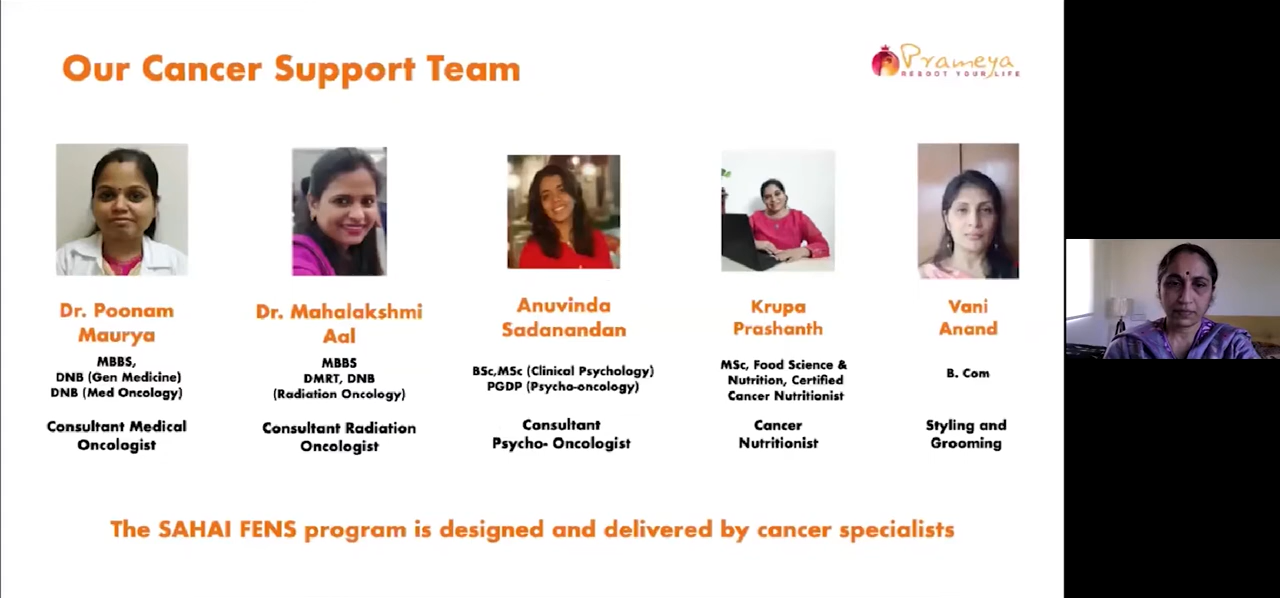 Our Cancer Support Team
Prameya
REBOOT YOUR LIFE
Dr. Poonam
Maurya
MBBS,
DNB (Gen Medicine)
DNB (Med Oncology)
Consultant Medical
Oncologist
Dr. Mahalakshmi
Aal
MBBS
DMRT, DNB
(Radiation Oncology)
Consultant Radiation
Oncologist
Anuvinda
Sadanandan
BSc,MSc (Clinical Psychology)
PGDP (Psycho-oncology)
Consultant
Psycho- Oncologist
Krupa
Prashanth
MSc, Food Science &
Nutrition, Certified
Cancer Nutritionist
Cancer
Nutritionist
Vani
Anand
B. Com
Styling and
Grooming
The SAHAI FENS program is designed and delivered by cancer specialists